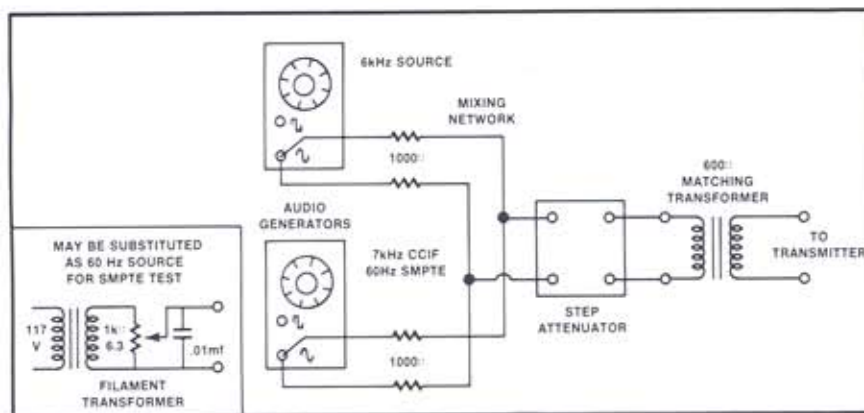 6kHz SOURCE
MIXING
NETWORK
1000::
600::
MATCHING
TRANSFORMER
AUDIO
GENERATORS
7kHz CCIF
60Hz SMPTE
TO
TRANSMITTER
STEP
ATTENUATOR
1000::
MAY BE SUBSTITUTED
AS 60 Hz SOURCE
FOR SMPTE TEST
117
V
1k::
6.3
.01mf
FILAMENT
TRANSFORMER